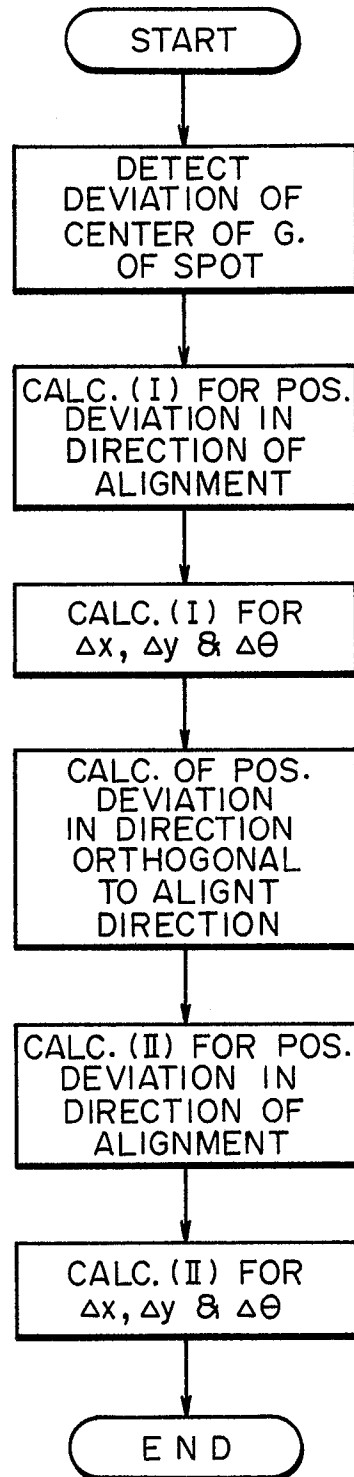 START
DETECT
DEVIATION OF
CENTER OF G.
OF SPOT
CALC. (I) FOR POS.
DEVIATION IN
DIRECTION OF
ALIGNMENT
CALC. (I) FOR
Δx, Δy & Δθ
CALC. OF POS.
DEVIATION
IN DIRECTION
ORTHOGONAL
TO ALIGNT
DIRECTION
CALC. (II) FOR POS.
DEVIATION IN
DIRECTION OF
ALIGNMENT
CALC. (II) FOR
Δx, Δy & Δθ
END